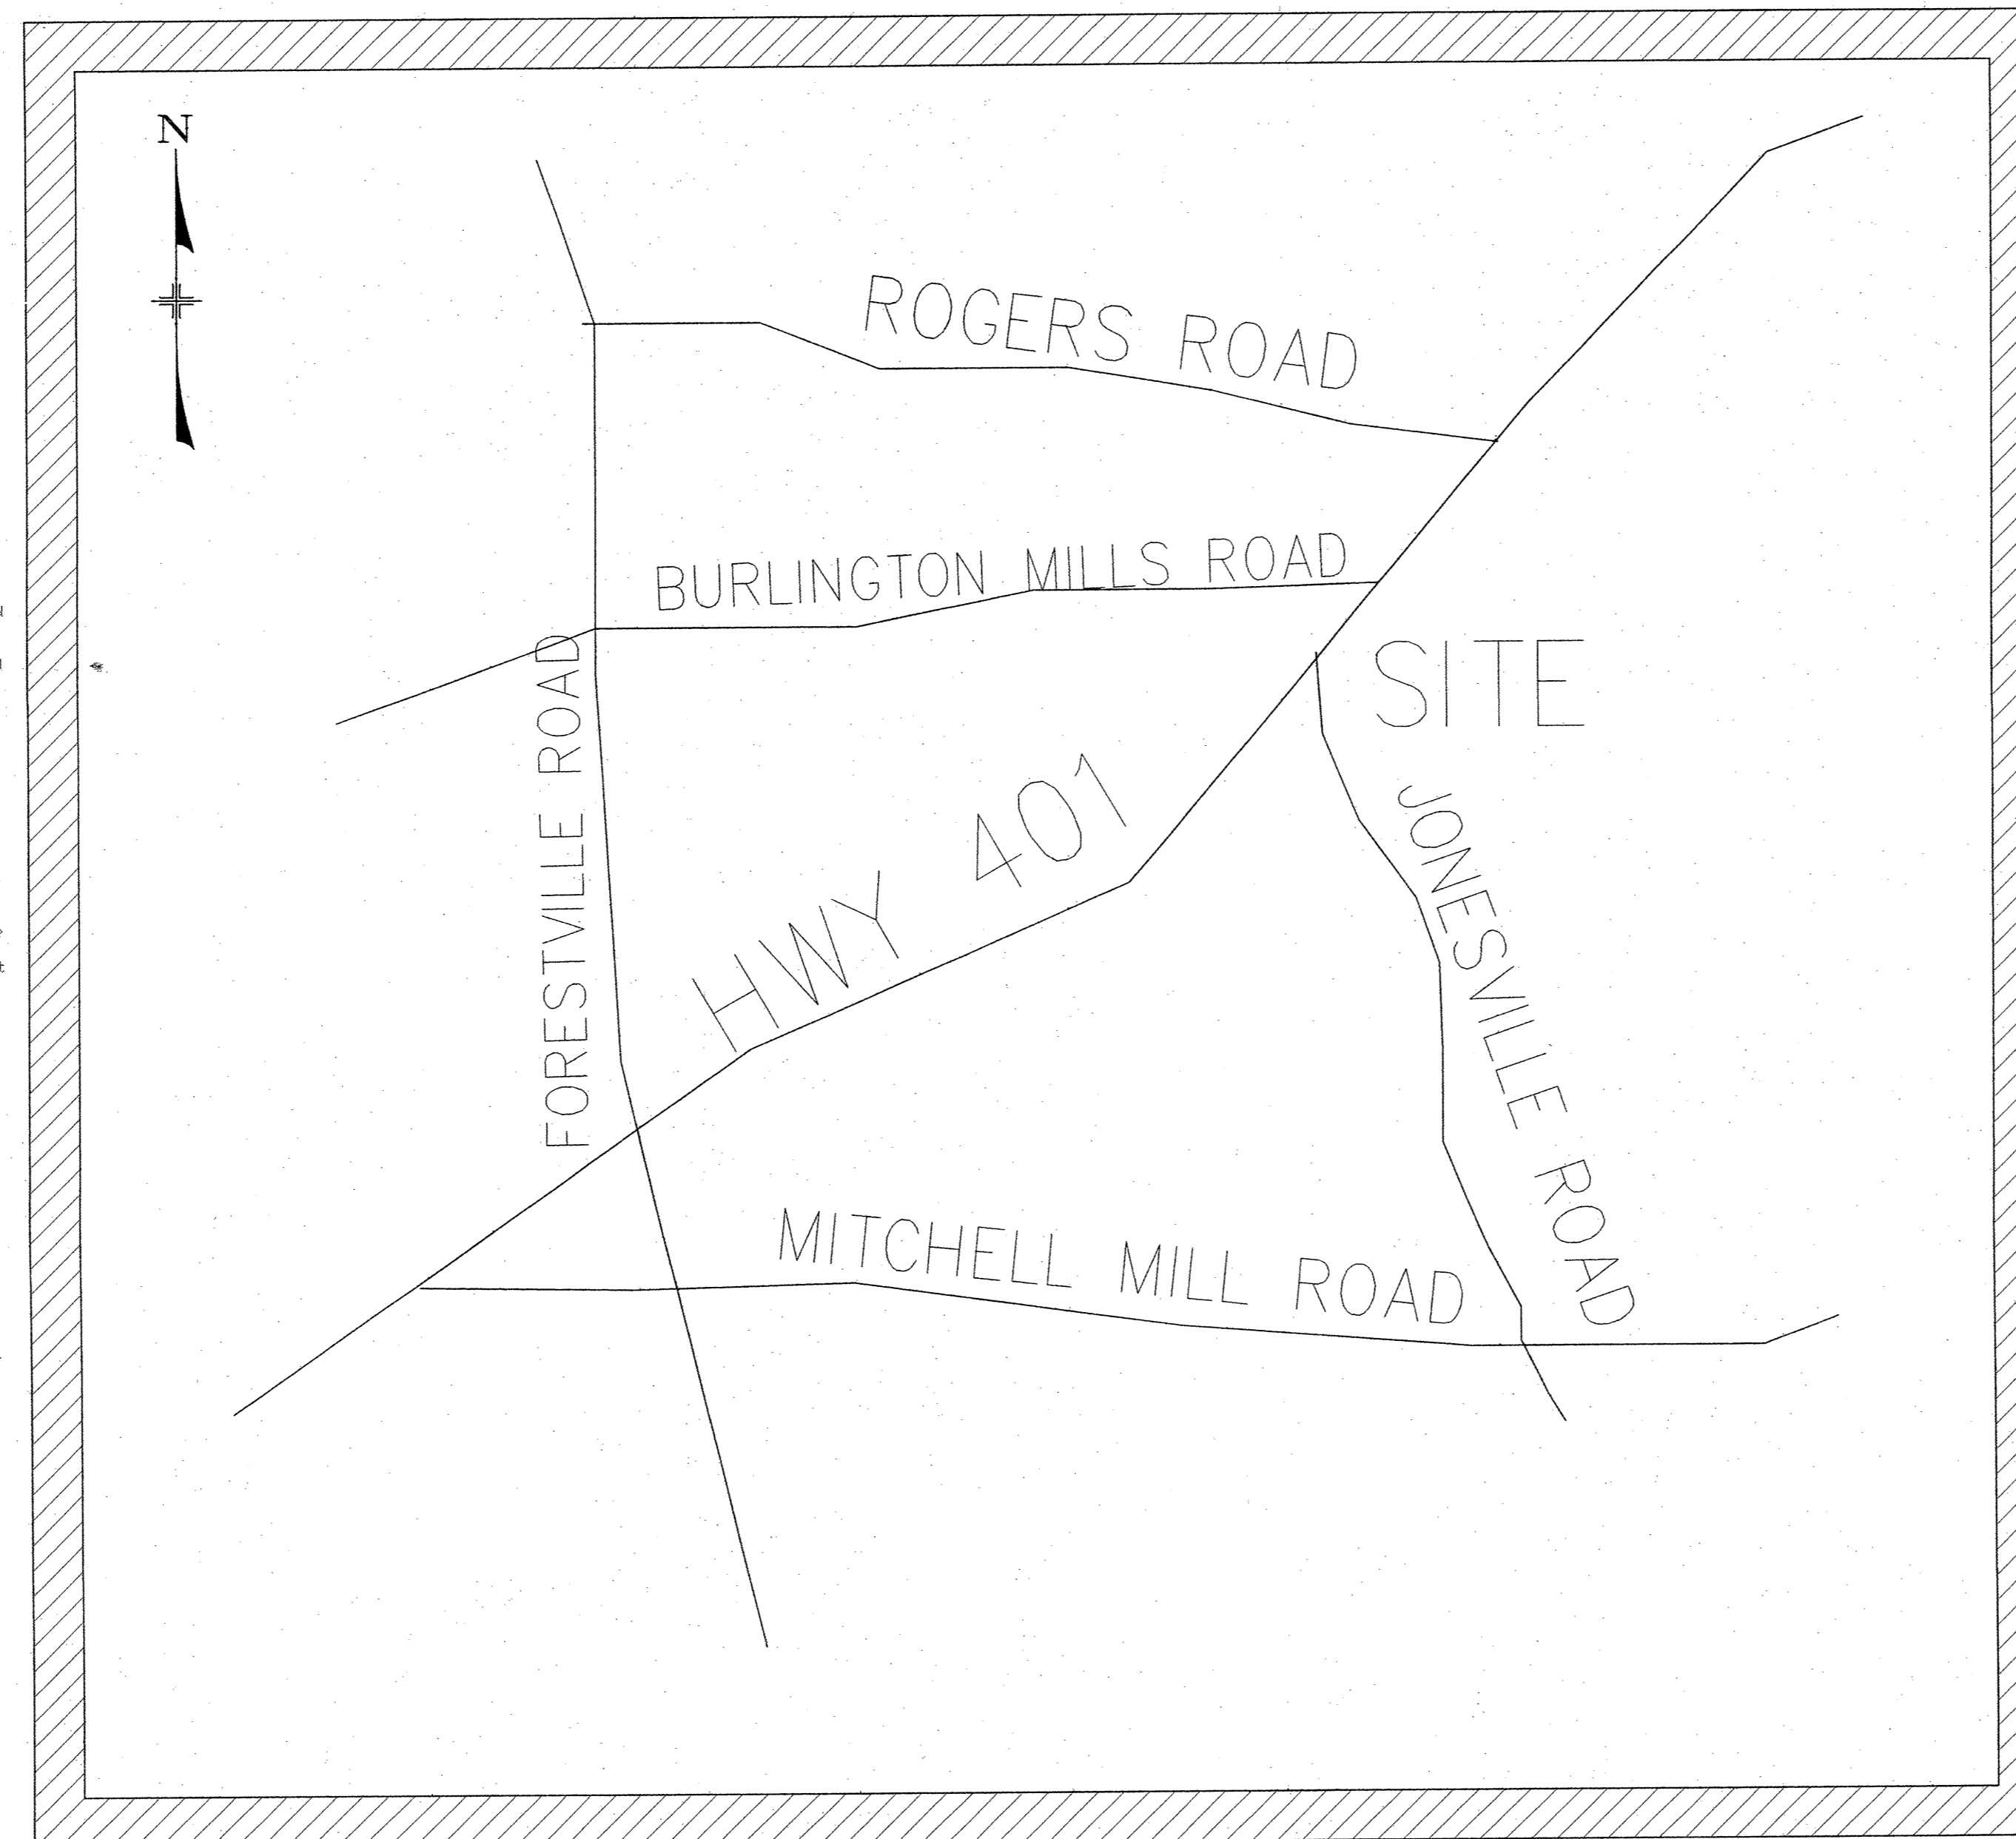 N
ROGERS ROAD
BURLINGTON MILLS ROAD
SITE
FORESTVILLE ROAD
HWY 401
JONESVILLE ROAD
MITCHELL MILL ROAD